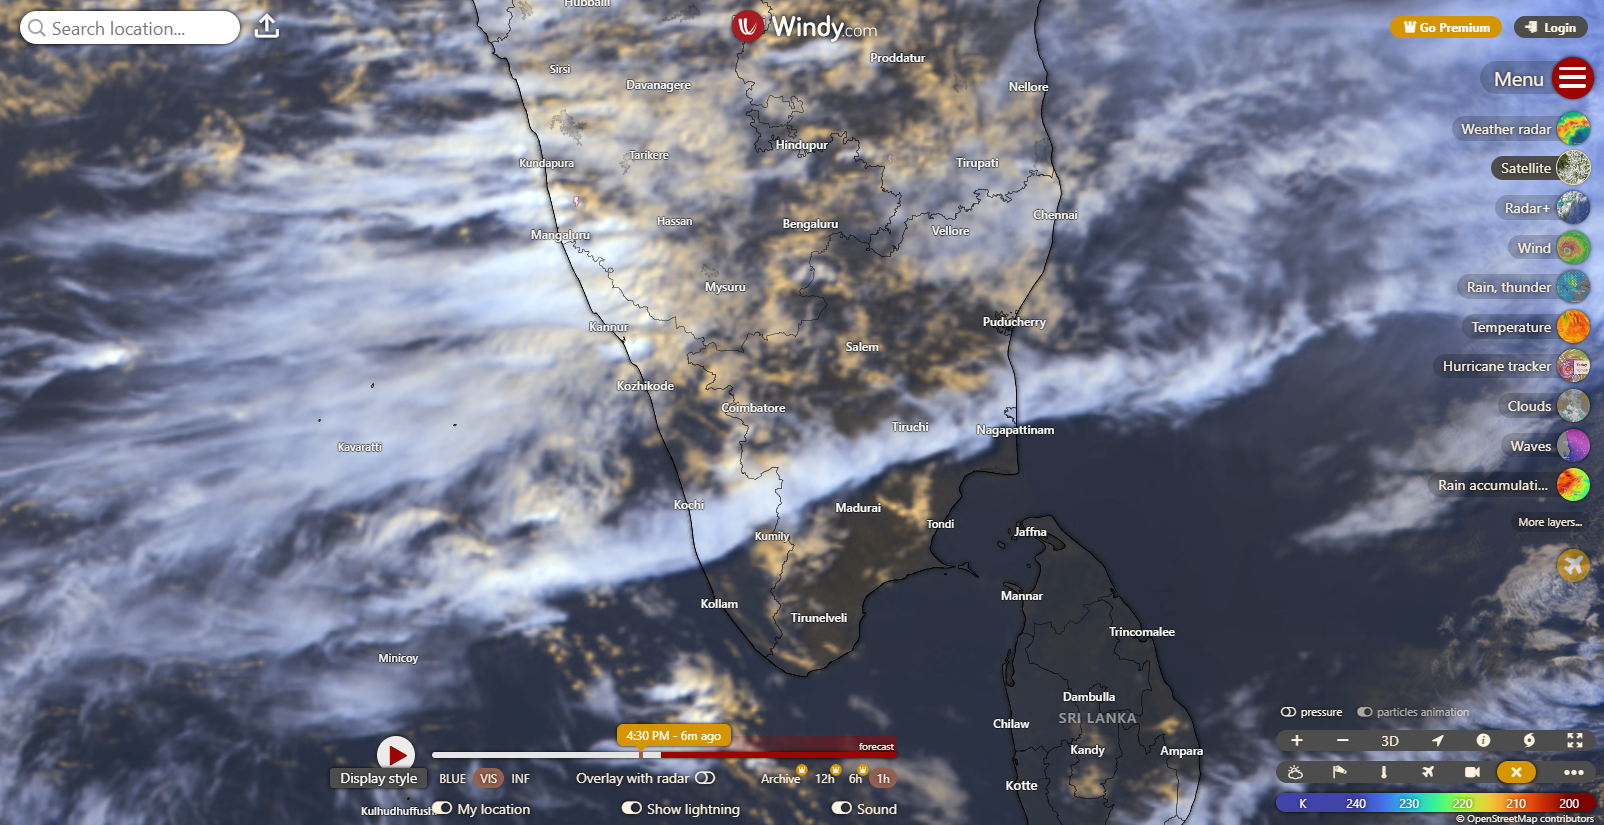 Hubballi
Search location...
Windy.com
Go Premium
Login
Proddatur
Sirsi
Davanagere
Nellore
Menu
Weather radar
Hindupur
Kundapura
Tarikere
Tirupati
Satellite
Radar+
Hassan
Chennai
Mangaluru
Bengaluru
Vellore
Wind
Mysuru
Rain, thunder
Kannur
Puducherry
Temperature
Salem
Hurricane tracker
Kozhikode
Coimbatore
Clouds
Tiruchi
Nagapattinam
Kavaratti
Waves
Rain accumulati...
Kochi
Madurai
Tondi
More layers...
Kumily
Jaffna
Mannar
Kollam
Tirunelveli
Trincomalee
Minicoy
Dambulla
SRI LANKA
Chilaw
pressure
particles animation
4:30 PM - 6m ago
forecast
Kandy
Ampara
3D
Display style
BLUE VIS INF
Overlay with radar
Archive 12h 6h 1h
Kotte
Kulhudhuffush
My location
Show lightning
Sound
K 240 230 220 210 200
© OpenStreetMap contributors